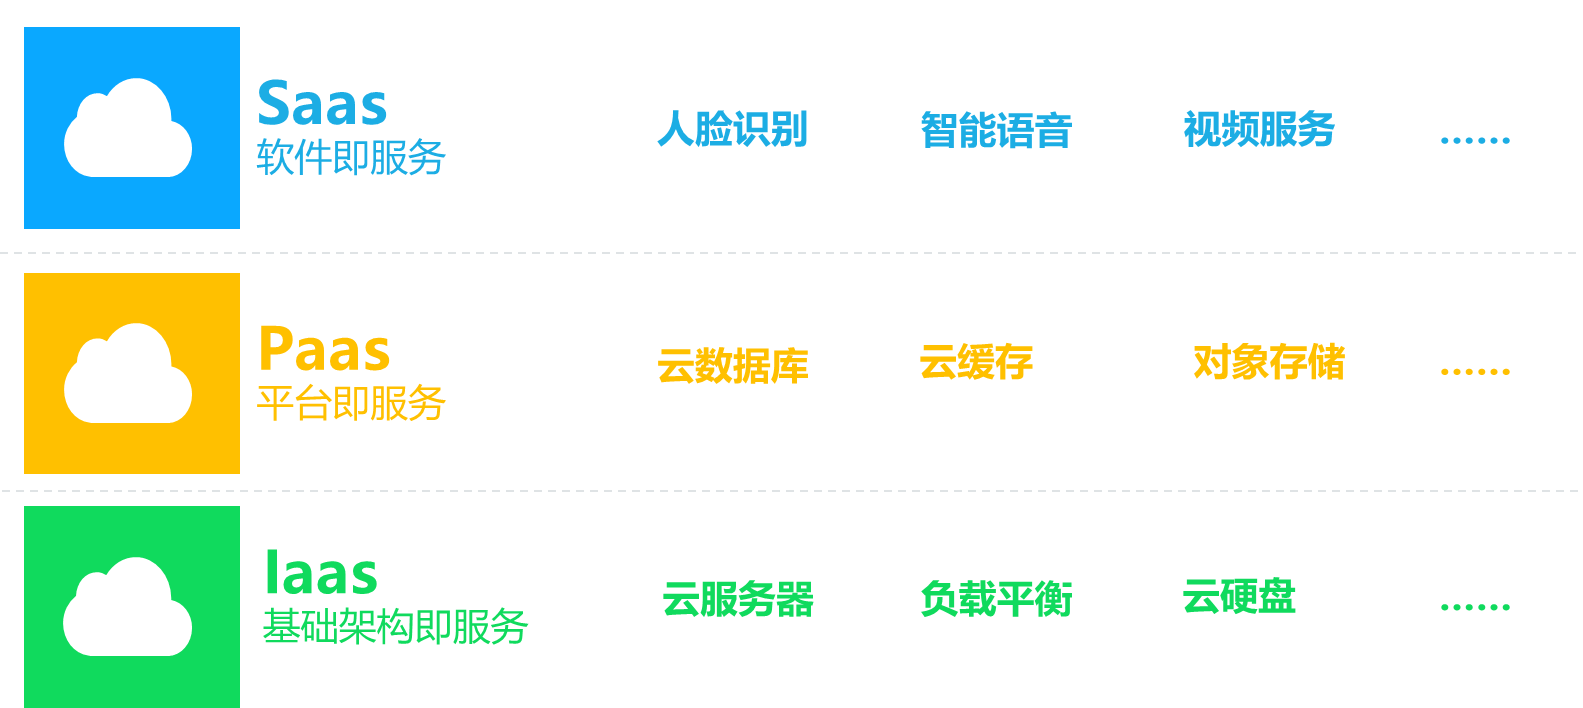 Saas
软件即服务
人脸识别
智能语音
视频服务
......
Paas
平台即服务
云数据库
云缓存
对象存储
......
Iaas
基础架构即服务
云服务器
负载平衡
云硬盘
......